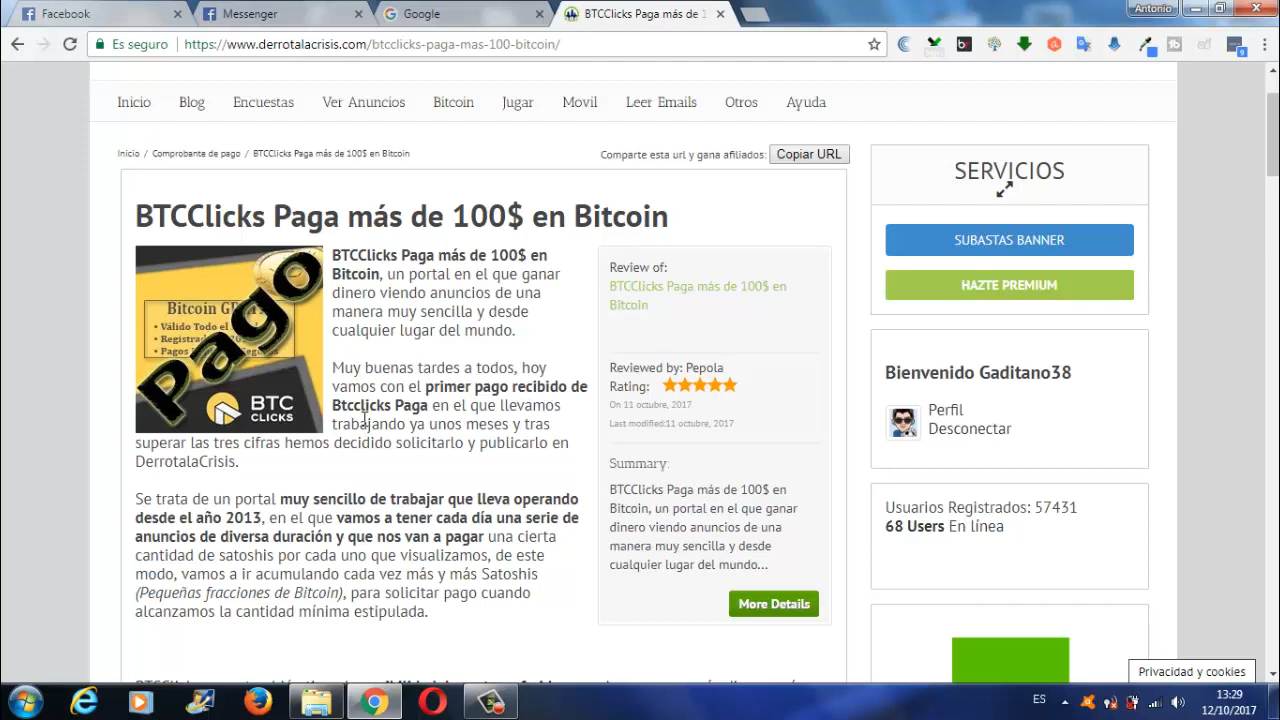 Facebook
Messenger
Google
BTCClicks Paga más de 1
Antonio
Es seguro
https://www.derrotalacrisis.com/btcclicks-paga-mas-100-bitcoin/
Inicio Blog Encuestas Ver Anuncios Bitcoin Jugar Movil Leer Emails Otros Ayuda
Inicio / Comprobante de pago / BTCClicks Paga más de 100$ en Bitcoin
Comparte esta url y gana afiliados: Copiar URL
BTCClicks Paga más de 100$ en Bitcoin
Pago
• Válido Todo el
BTC
CLICKS
BTCClicks Paga más de 100$ en
Bitcoin, un portal en el que ganar
dinero viendo anuncios de una
manera muy sencilla y desde
cualquier lugar del mundo.
Muy buenas tardes a todos, hoy
vamos con el primer pago recibido de
Btcclicks Paga en el que llevamos
trabajando ya unos meses y tras
superar las tres cifras hemos decidido solicitarlo y publicarlo en
DerrotalaCrisis.
Se trata de un portal muy sencillo de trabajar que lleva operando
desde el año 2013, en el que vamos a tener cada día una serie de
anuncios de diversa duración y que nos van a pagar una cierta
cantidad de satoshis por cada uno que visualizamos, de este
modo, vamos a ir acumulando cada vez más y más Satoshis
(Pequeñas fracciones de Bitcoin), para solicitar pago cuando
alcanzamos la cantidad mínima estipulada.
Review of:
BTCClicks Paga más de 100$ en
Bitcoin
Reviewed by: Pepola
Rating:
On 11 octubre, 2017
Last modified:11 octubre, 2017
Summary:
BTCClicks Paga más de 100$ en
Bitcoin, un portal en el que ganar
dinero viendo anuncios de una
manera muy sencilla y desde
cualquier lugar del mundo...
More Details
SERVICIOS
SUBASTAS BANNER
HAZTE PREMIUM
Bienvenido Gaditano38
Perfil
Desconectar
Usuarios Registrados: 57431
68 Users En línea
Privacidad y cookies
ES
13:29
12/10/2017